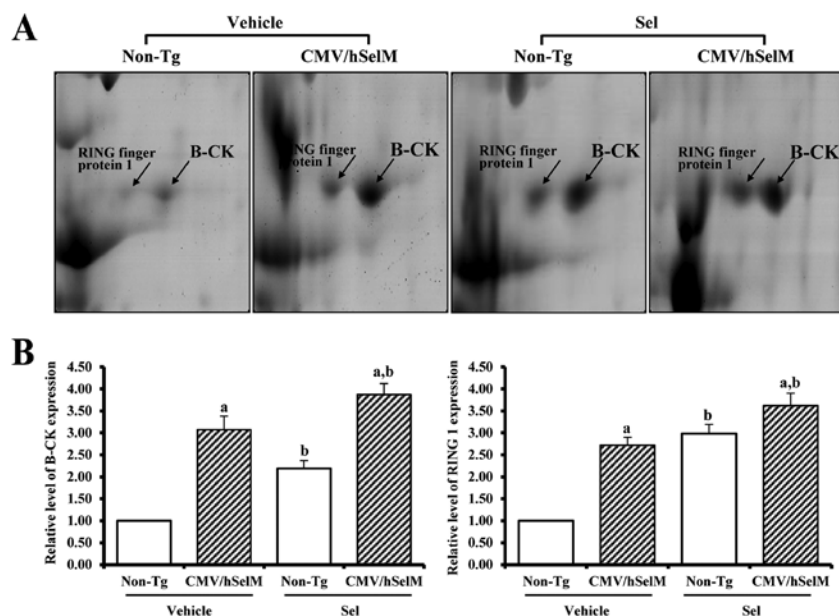 A
Vehicle
Sel
Non-Tg
CMV/hSelM
Non-Tg
CMV/hSelM
RING finger
protein 1
B-CK
RING finger
protein 1
B-CK
RING finger
protein 1
B-CK
RING finger
protein 1
B-CK
B
Relative level of B-CK expression
4.50
4.00
3.50
3.00
2.50
2.00
1.50
1.00
0.50
0.00
a
b
a,b
Non-Tg
CMV/hSelM
Non-Tg
CMV/hSelM
Vehicle
Sel
Relative level of RING 1 expression
4.50
4.00
3.50
3.00
2.50
2.00
1.50
1.00
0.50
0.00
a
b
a,b
Non-Tg
CMV/hSelM
Non-Tg
CMV/hSelM
Vehicle
Sel